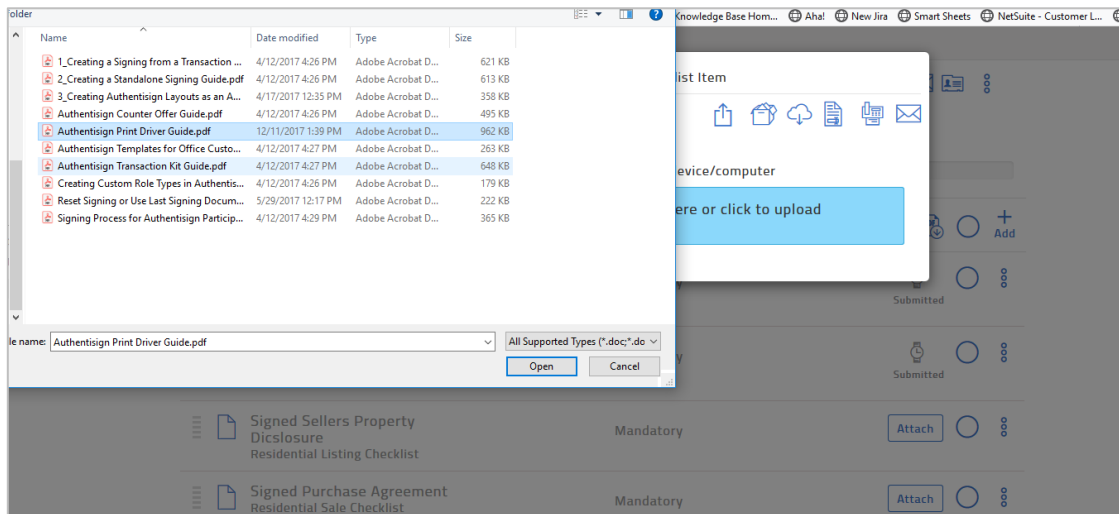 older
Knowledge Base Hom... Aha! New Jira Smart Sheets NetSuite - Customer L...
Name Date modified Type Size
1_Creating a Signing from a Transaction ... 4/12/2017 4:26 PM Adobe Acrobat D... 621 KB
2_Creating a Standalone Signing Guide.pdf 4/12/2017 4:26 PM Adobe Acrobat D... 613 KB
3_Creating Authentisign Layouts as an A... 4/17/2017 12:35 PM Adobe Acrobat D... 358 KB
Authentisign Counter Offer Guide.pdf 4/12/2017 4:26 PM Adobe Acrobat D... 495 KB
Authentisign Print Driver Guide.pdf 12/11/2017 1:39 PM Adobe Acrobat D... 962 KB
Authentisign Templates for Office Custo... 4/12/2017 4:27 PM Adobe Acrobat D... 263 KB
Authentisign Transaction Kit Guide.pdf 4/12/2017 4:27 PM Adobe Acrobat D... 648 KB
Creating Custom Role Types in Authentis... 4/12/2017 4:26 PM Adobe Acrobat D... 179 KB
Reset Signing or Use Last Signing Docum... 5/29/2017 12:17 PM Adobe Acrobat D... 222 KB
Signing Process for Authentisign Particip... 4/12/2017 4:29 PM Adobe Acrobat D... 365 KB
le name: Authentisign Print Driver Guide.pdf All Supported Types (*.doc;*.do
Open Cancel
list Item
evice/computer
ere or click to upload
Add
Submitted
y
Submitted
Signed Sellers Property
Dicslosure
Residential Listing Checklist
Mandatory
Attach
Signed Purchase Agreement
Residential Sale Checklist
Mandatory
Attach